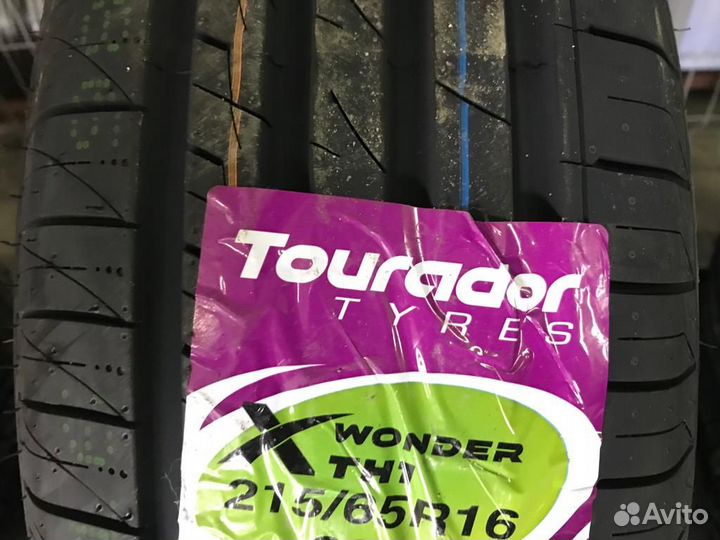 Tourador
TYRES
X WONDER
TH1
215/65R16
Avito